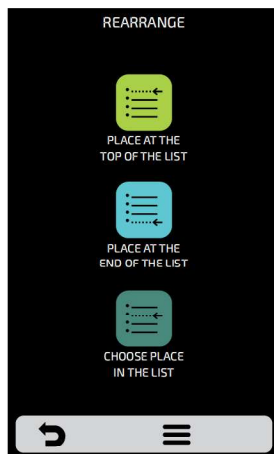 REARRANGE
PLACE AT THE
TOP OF THE LIST
PLACE AT THE
END OF THE LIST
CHOOSE PLACE
IN THE LIST